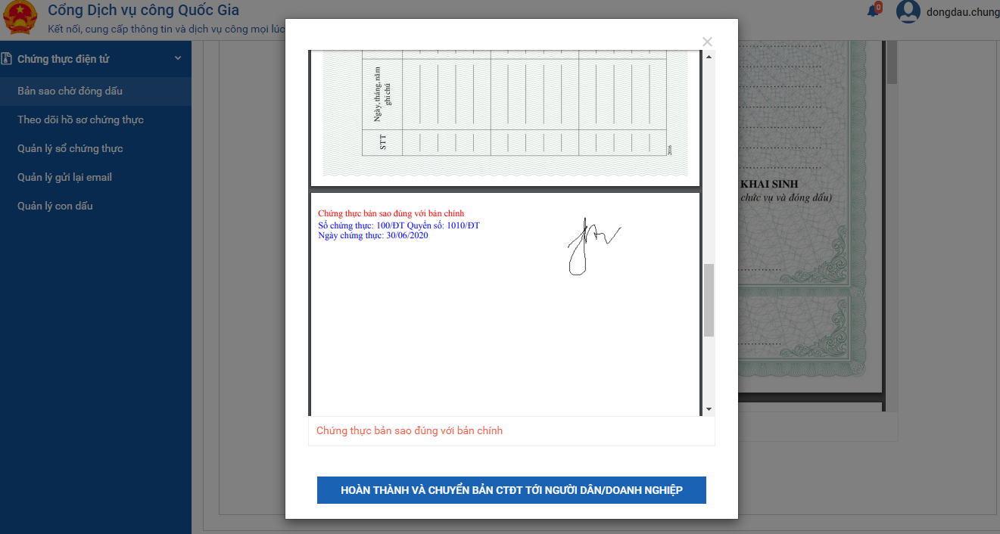 Cổng Dịch vụ công Quốc Gia
Kết nối, cung cấp thông tin và dịch vụ công mọi lúc
0
dongdau.chung
Chứng thực điện tử
Bản sao chờ đóng dấu
Theo dõi hồ sơ chứng thực
Quản lý sổ chứng thực
Quản lý gửi lại email
Quản lý con dấu
×
Ngày, tháng, năm
ghi chú
STT
2016
KHAI SINH
chức vụ và đóng dấu)
Chứng thực bản sao đúng với bản chính
Số chứng thực: 100/ĐT Quyển số: 1010/ĐT
Ngày chứng thực: 30/06/2020
Chứng thực bản sao đúng với bản chính
HOÀN THÀNH VÀ CHUYỂN BẢN CTĐT TỚI NGƯỜI DÂN/DOANH NGHIỆP